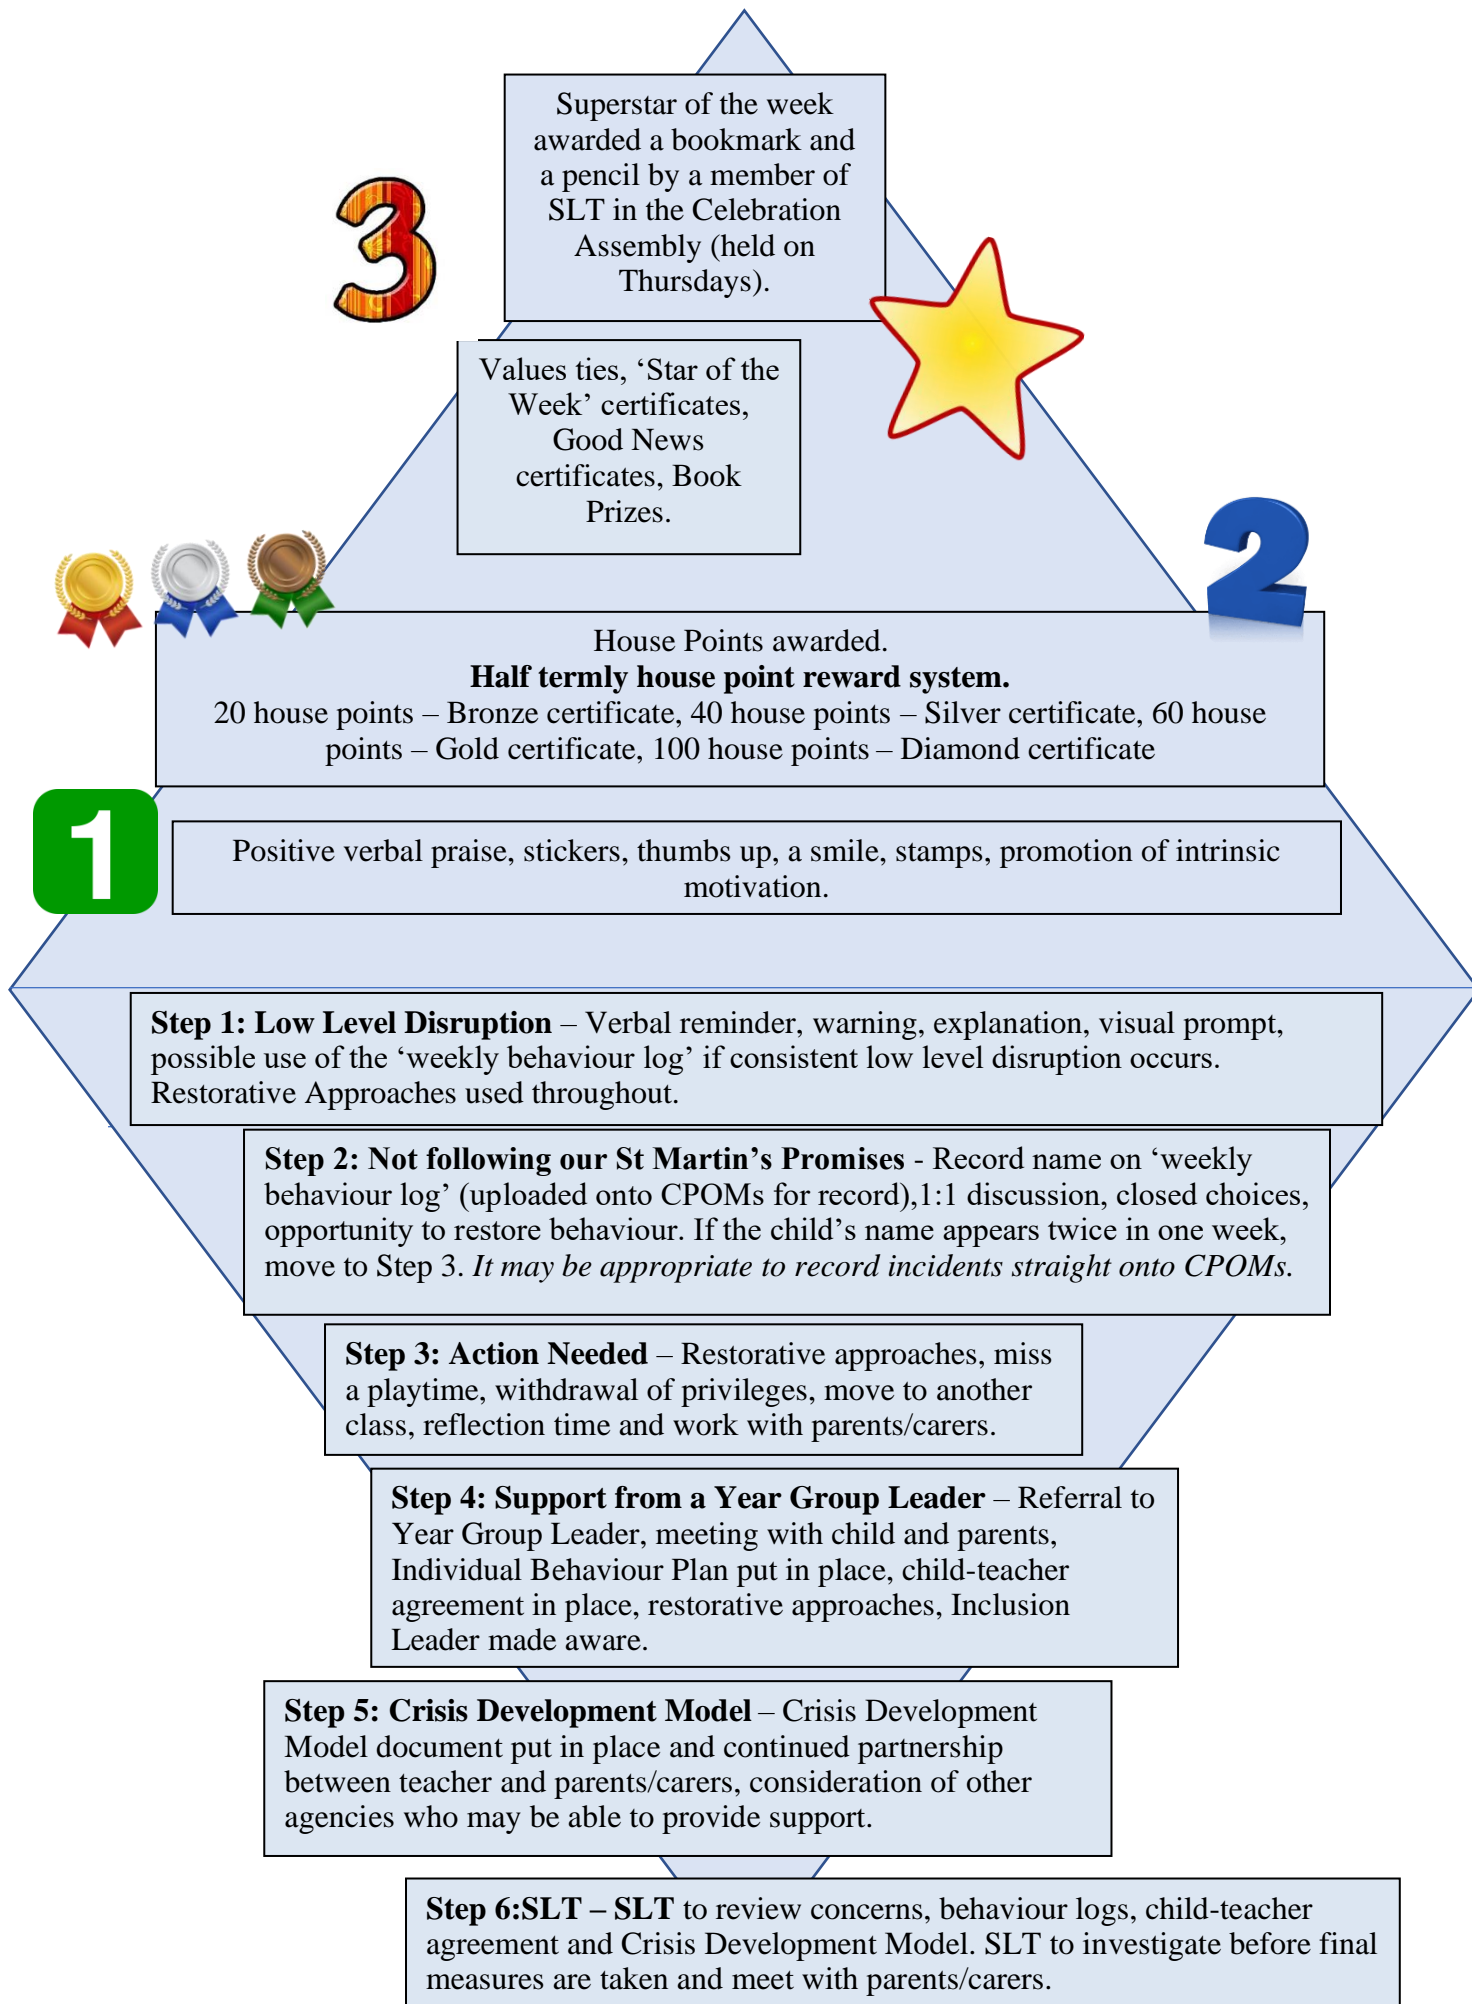 Superstar of the week
awarded a bookmark and
a pencil by a member of
SLT in the Celebration
Assembly (held on
Thursdays).
3
Values ties, ‘Star of the
Week’ certificates,
Good News
certificates, Book
Prizes.
2
House Points awarded.
Half termly house point reward system.
20 house points – Bronze certificate, 40 house points – Silver certificate, 60 house
points – Gold certificate, 100 house points – Diamond certificate
1
Positive verbal praise, stickers, thumbs up, a smile, stamps, promotion of intrinsic
motivation.
Step 1: Low Level Disruption – Verbal reminder, warning, explanation, visual prompt,
possible use of the ‘weekly behaviour log’ if consistent low level disruption occurs.
Restorative Approaches used throughout.
Step 2: Not following our St Martin’s Promises - Record name on ‘weekly
behaviour log’ (uploaded onto CPOMs for record),1:1 discussion, closed choices,
opportunity to restore behaviour. If the child’s name appears twice in one week,
move to Step 3. It may be appropriate to record incidents straight onto CPOMs.
Step 3: Action Needed – Restorative approaches, miss
a playtime, withdrawal of privileges, move to another
class, reflection time and work with parents/carers.
Step 4: Support from a Year Group Leader – Referral to
Year Group Leader, meeting with child and parents,
Individual Behaviour Plan put in place, child-teacher
agreement in place, restorative approaches, Inclusion
Leader made aware.
Step 5: Crisis Development Model – Crisis Development
Model document put in place and continued partnership
between teacher and parents/carers, consideration of other
agencies who may be able to provide support.
Step 6:SLT – SLT to review concerns, behaviour logs, child-teacher
agreement and Crisis Development Model. SLT to investigate before final
measures are taken and meet with parents/carers.